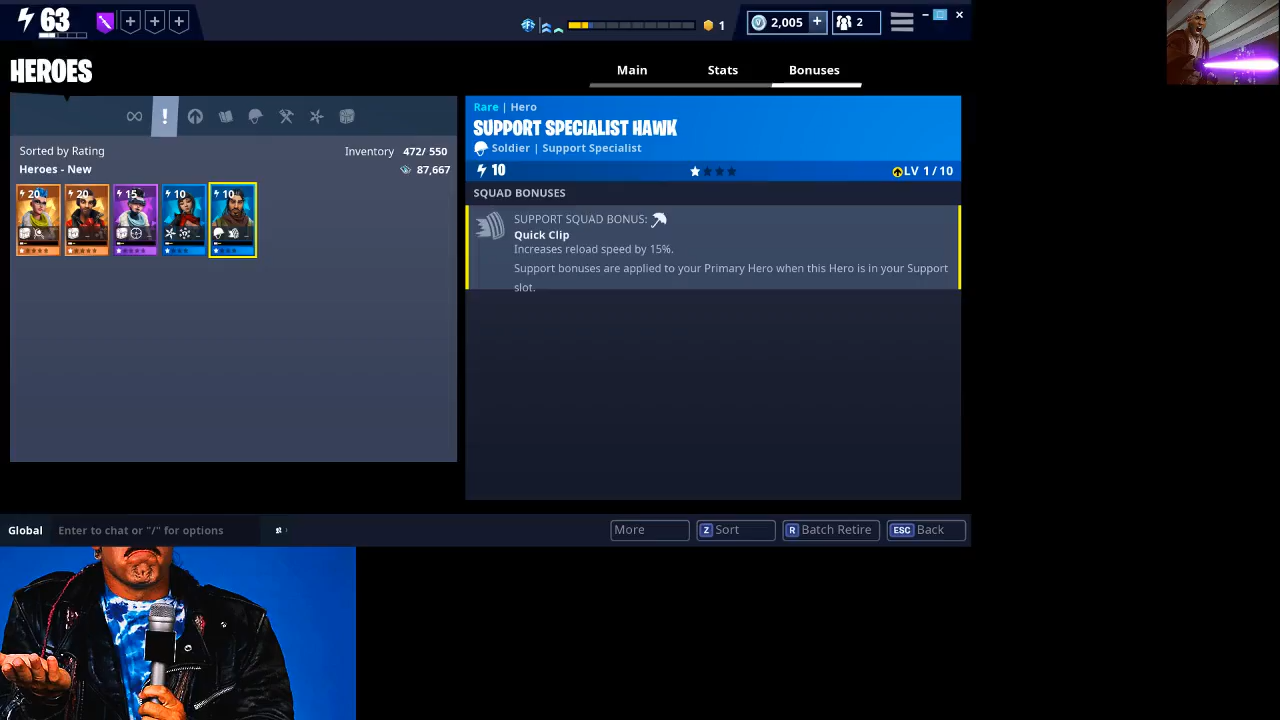 63
2,005
2
1
HEROES
Main
Stats
Bonuses
Sorted by Rating
Inventory 472/ 550
Heroes - New
87,667
20
20
15
10
10
Rare | Hero
SUPPORT SPECIALIST HAWK
Soldier | Support Specialist
10
LV 1 / 10
SQUAD BONUSES
SUPPORT SQUAD BONUS:
Quick Clip
Increases reload speed by 15%.
Support bonuses are applied to your Primary Hero when this Hero is in your Support
slot.
Global
Enter to chat or "/" for options
More
Z Sort
R Batch Retire
ESC Back